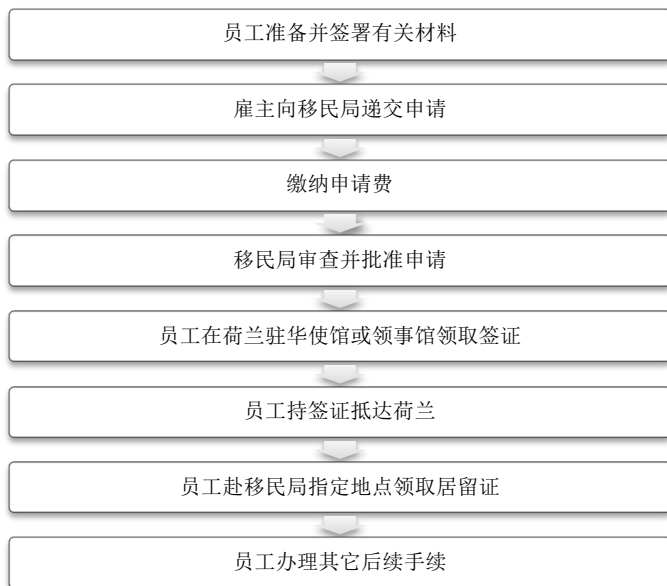 员工准备并签署有关材料
雇主向移民局递交申请
缴纳申请费
移民局审查并批准申请
员工在荷兰驻华使馆或领事馆领取签证
员工持签证抵达荷兰
员工赴移民局指定地点领取居留证
员工办理其它后续手续